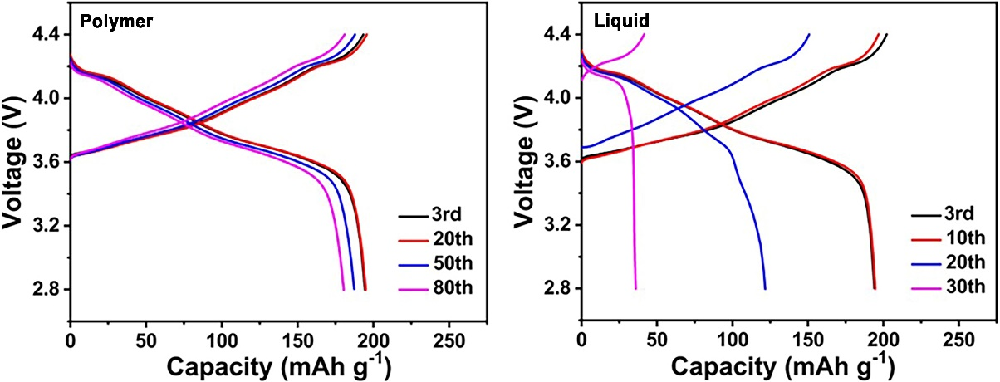 Polymer
Voltage (V)
4.4
4.0
3.6
3.2
2.8
3rd
20th
50th
80th
0 50 100 150 200 250
Capacity (mAh g⁻¹)
Liquid
Voltage (V)
4.4
4.0
3.6
3.2
2.8
3rd
10th
20th
30th
0 50 100 150 200 250
Capacity (mAh g⁻¹)